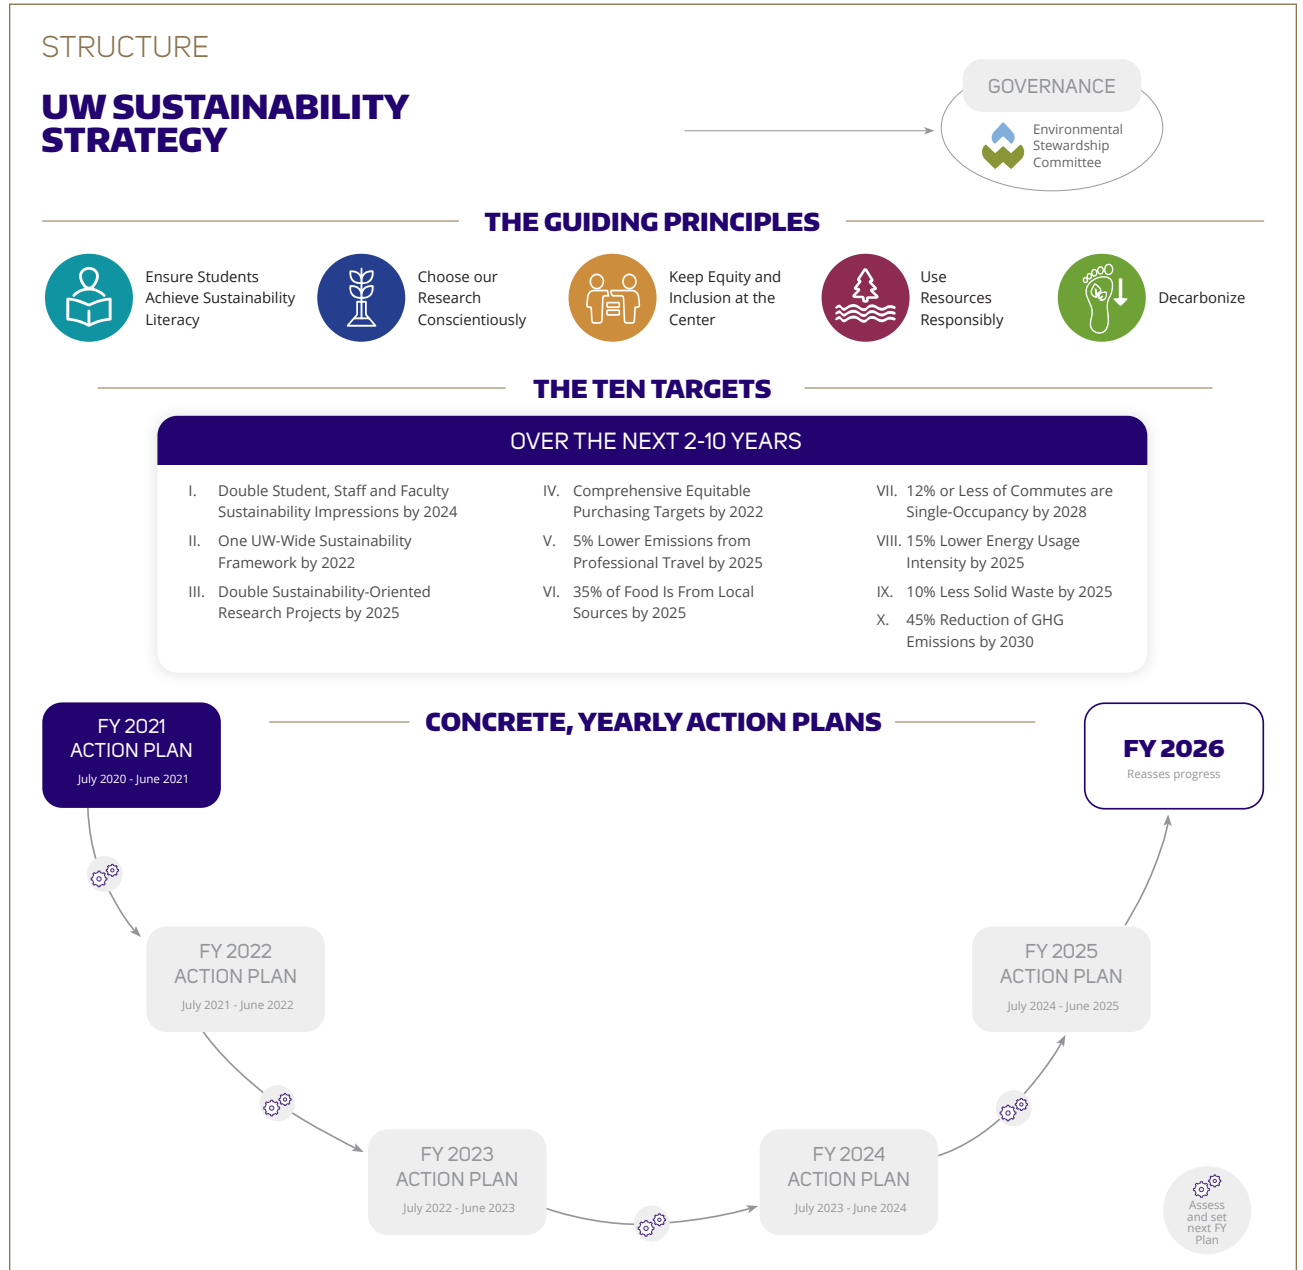 STRUCTURE
UW SUSTAINABILITY
STRATEGY
GOVERNANCE
Environmental
Stewardship
Committee
THE GUIDING PRINCIPLES
Ensure Students
Achieve Sustainability
Literacy
Choose our
Research
Conscientiously
Keep Equity and
Inclusion at the
Center
Use
Resources
Responsibly
Decarbonize
THE TEN TARGETS
OVER THE NEXT 2-10 YEARS
I. Double Student, Staff and Faculty
Sustainability Impressions by 2024
II. One UW-Wide Sustainability
Framework by 2022
III. Double Sustainability-Oriented
Research Projects by 2025
IV. Comprehensive Equitable
Purchasing Targets by 2022
V. 5% Lower Emissions from
Professional Travel by 2025
VI. 35% of Food Is From Local
Sources by 2025
VII. 12% or Less of Commutes are
Single-Occupancy by 2028
VIII. 15% Lower Energy Usage
Intensity by 2025
IX. 10% Less Solid Waste by 2025
X. 45% Reduction of GHG
Emissions by 2030
CONCRETE, YEARLY ACTION PLANS
FY 2021
ACTION PLAN
July 2020 - June 2021
FY 2022
ACTION PLAN
July 2021 - June 2022
FY 2023
ACTION PLAN
July 2022 - June 2023
FY 2024
ACTION PLAN
July 2023 - June 2024
FY 2025
ACTION PLAN
July 2024 - June 2025
FY 2026
Reasses progress
Assess
and set
next FY
Plan